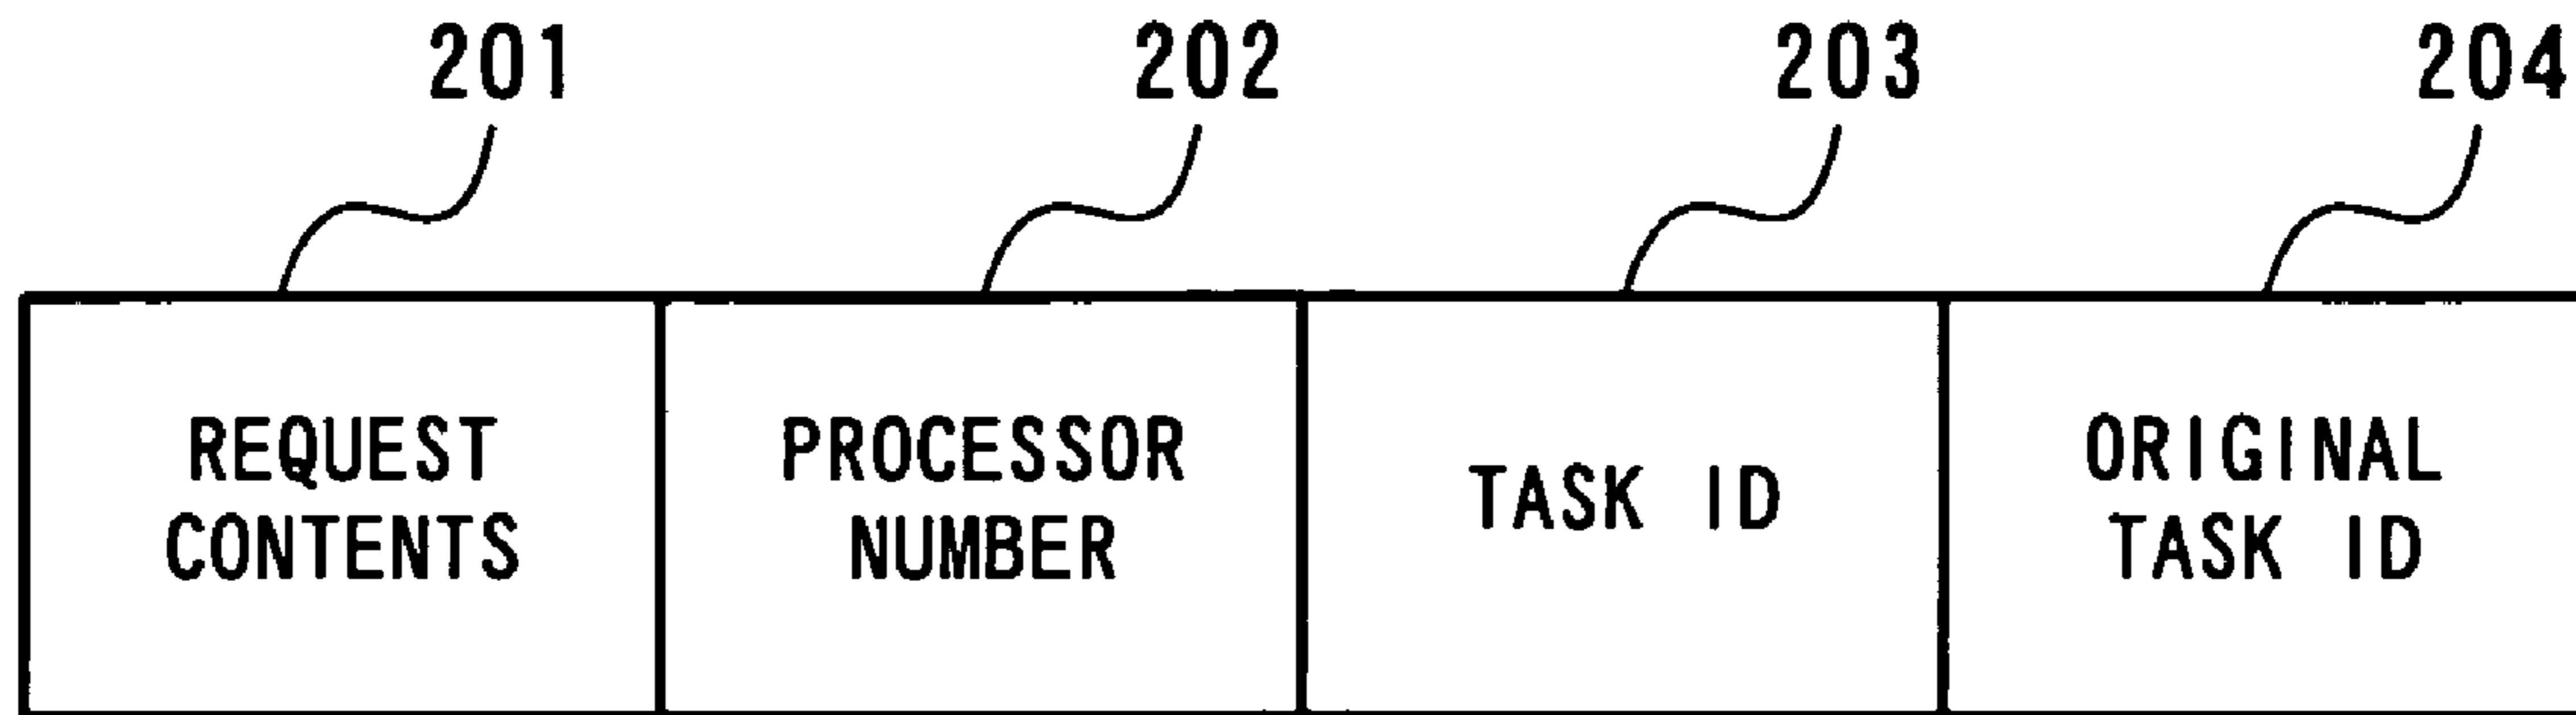 201 202 203 204
REQUEST CONTENTS
PROCESSOR NUMBER
TASK ID
ORIGINAL TASK ID